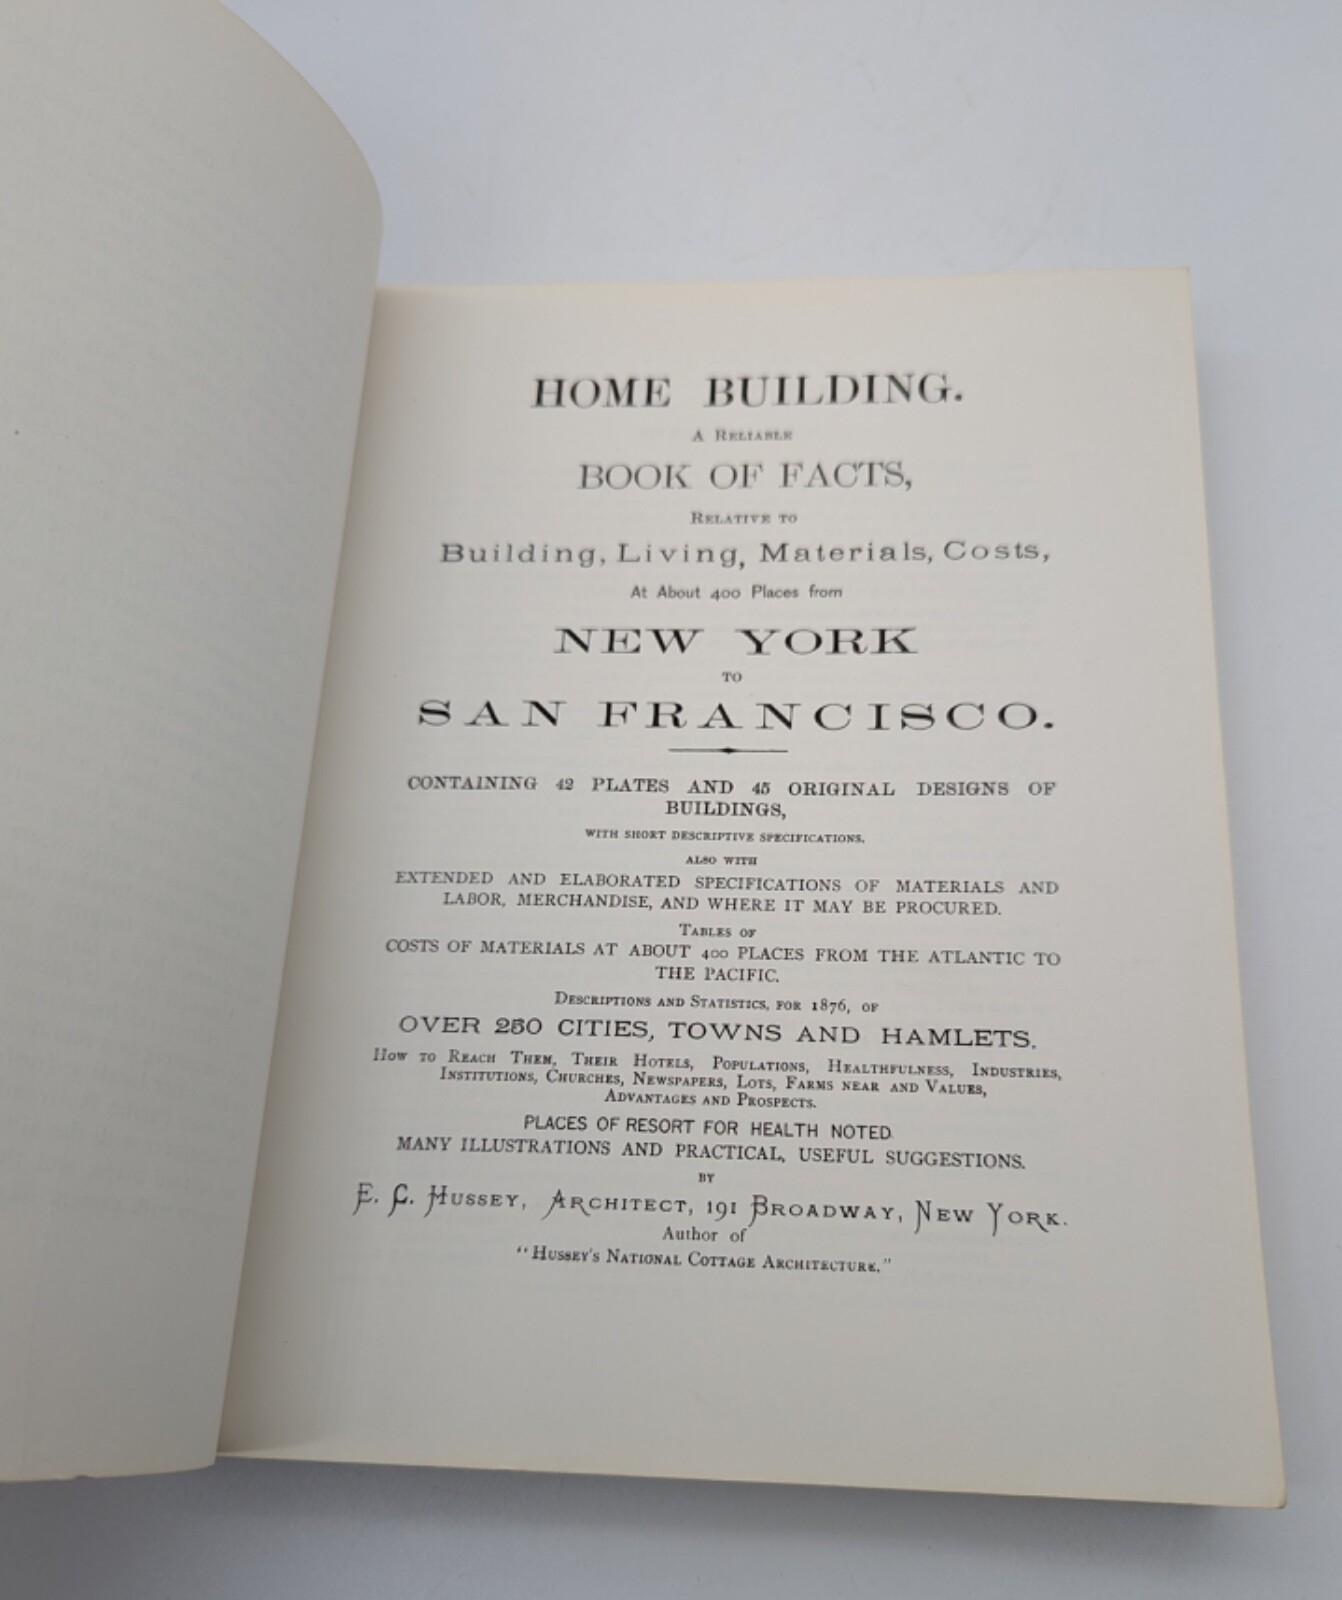 HOME BUILDING.
A RELIABLE
BOOK OF FACTS,
RELATIVE TO
Building, Living, Materials, Costs,
At About 400 Places from
NEW YORK
TO
SAN FRANCISCO.
CONTAINING 42 PLATES AND 45 ORIGINAL DESIGNS OF
BUILDINGS,
WITH SHORT DESCRIPTIVE SPECIFICATIONS.
ALSO WITH
EXTENDED AND ELABORATED SPECIFICATIONS OF MATERIALS AND
LABOR, MERCHANDISE, AND WHERE IT MAY BE PROCURED.
TABLES OF
COSTS OF MATERIALS AT ABOUT 400 PLACES FROM THE ATLANTIC TO
THE PACIFIC.
DESCRIPTIONS AND STATISTICS, FOR 1876, OF
OVER 250 CITIES, TOWNS AND HAMLETS.
HOW TO REACH THEM, THEIR HOTELS, POPULATIONS, HEALTHFULNESS, INDUSTRIES,
INSTITUTIONS, CHURCHES, NEWSPAPERS, LOTS, FARMS NEAR AND VALUES,
ADVANTAGES AND PROSPECTS.
PLACES OF RESORT FOR HEALTH NOTED.
MANY ILLUSTRATIONS AND PRACTICAL, USEFUL SUGGESTIONS.
BY
E. C. HUSSEY, ARCHITECT, 191 BROADWAY, NEW YORK.
Author of
"HUSSEY'S NATIONAL COTTAGE ARCHITECTURE."